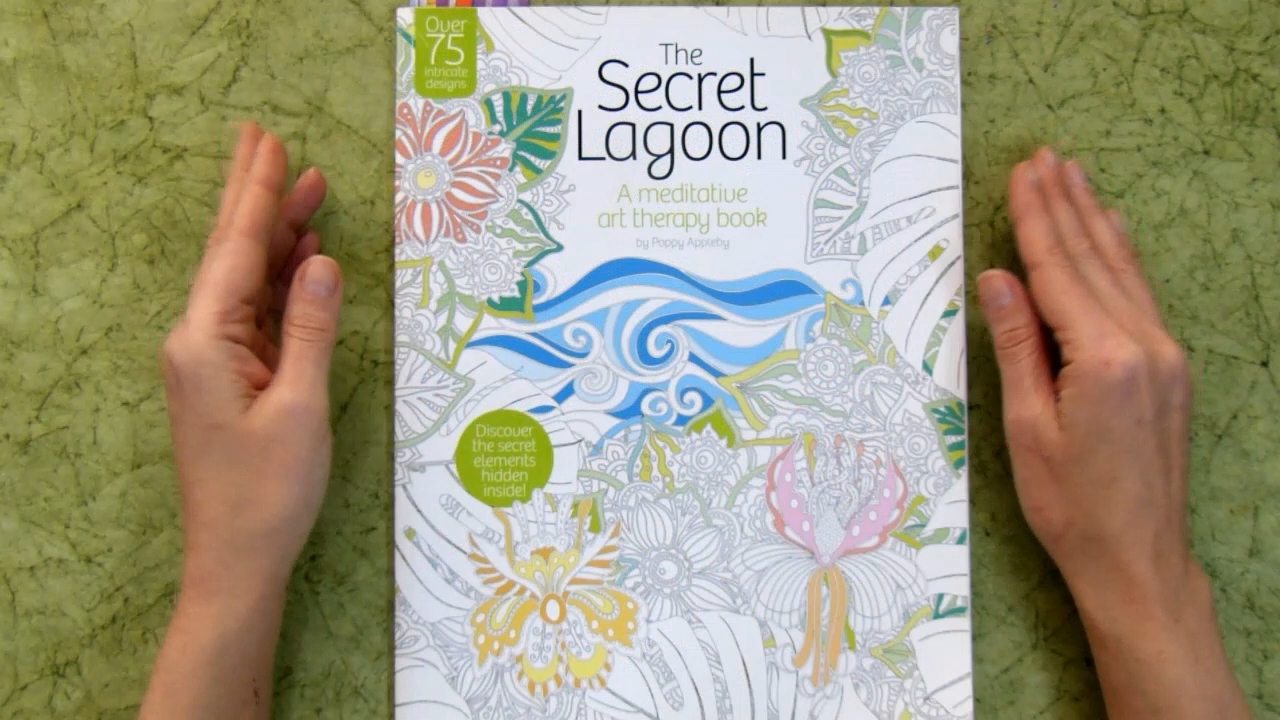 Over
75
intricate
designs
The
Secret
Lagoon
A meditative
art therapy book
by Poppy Appleby
Discover
the secret
elements
hidden
inside!